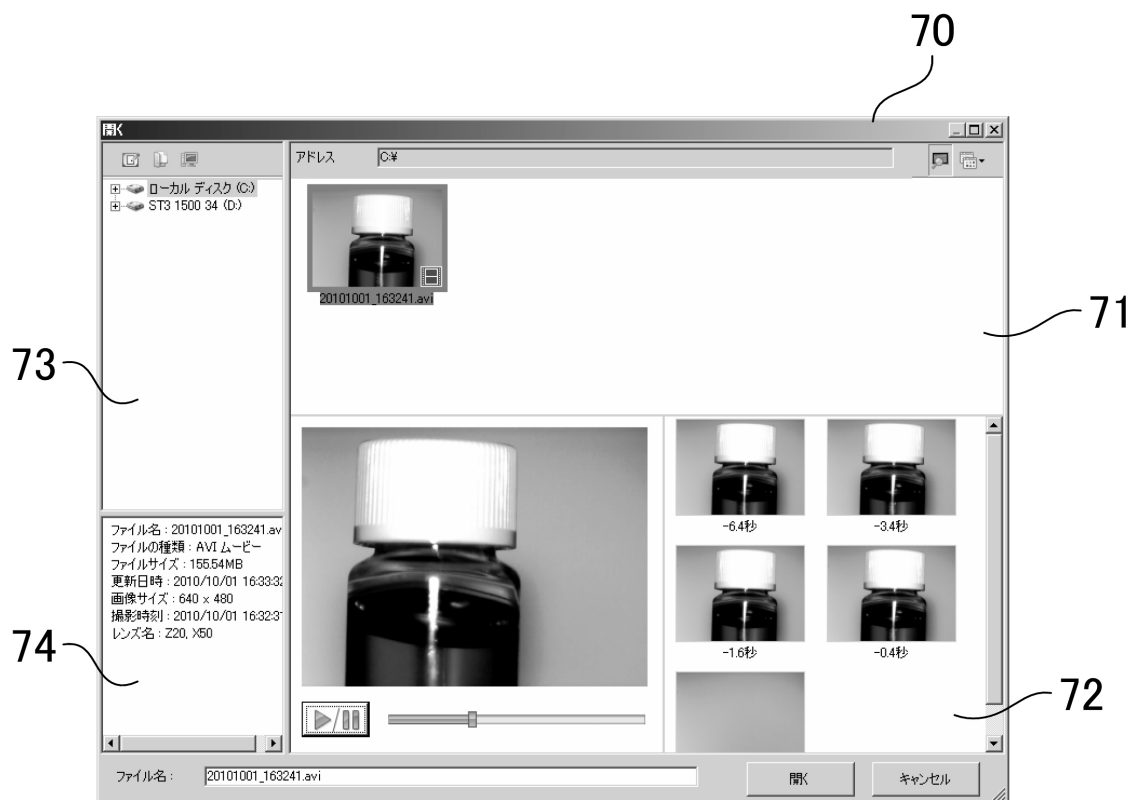 70
開く
アドレス C:¥
ローカル ディスク (C:)
ST3 1500 34 (D:)
20101001_163241.avi
71
73
-6.4秒 -3.4秒
-1.6秒 -0.4秒
ファイル名 : 20101001_163241.av
ファイルの種類 : AVI ムービー
ファイルサイズ : 155.54MB
更新日時 : 2010/10/01 16:33:32
画像サイズ : 640 × 480
撮影時刻 : 2010/10/01 16:32:3
レンズ名 : Z20, X50
74
72
ファイル名 : 20101001_163241.avi 開く キャンセル